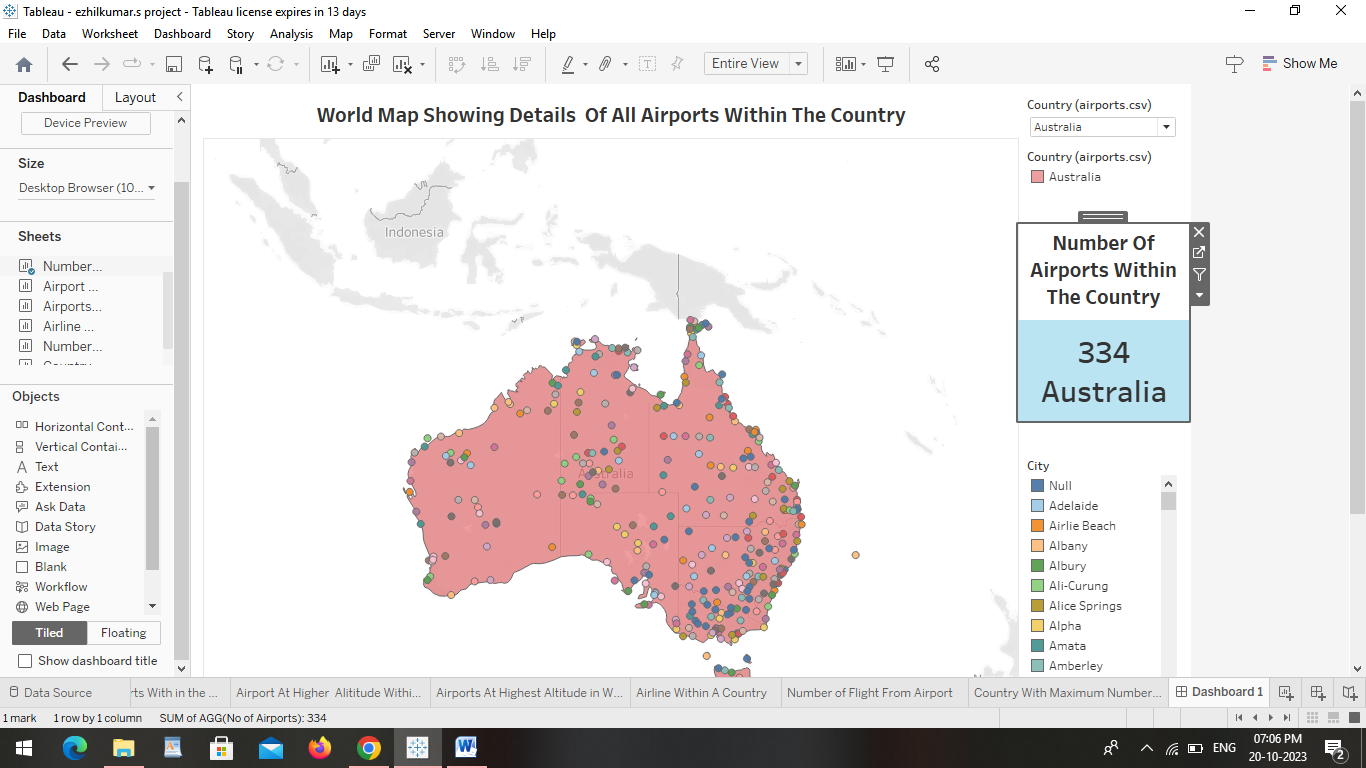 Tableau - ezhilkumar.s project - Tableau license expires in 13 days
File Data Worksheet Dashboard Story Analysis Map Format Server Window Help
Entire View
Show Me
Dashboard Layout
Device Preview
Size
Desktop Browser (10...
Sheets
Number...
Airport ...
Airports...
Airline ...
Number...
Country
Objects
Horizontal Cont...
Vertical Contai...
Text
Extension
Ask Data
Data Story
Image
Blank
Workflow
Web Page
Tiled Floating
Show dashboard title
World Map Showing Details Of All Airports Within The Country
Indonesia
Australia
Country (airports.csv)
Australia
Country (airports.csv)
Australia
Number Of
Airports Within
The Country
334
Australia
City
Null
Adelaide
Airlie Beach
Albany
Albury
Ali-Curung
Alice Springs
Alpha
Amata
Amberley
Data Source
rts With in the ...
Airport At Higher Alititude Withi...
Airports At Highest Altitude in W...
Airline Within A Country
Number of Flight From Airport
Country With Maximum Number...
Dashboard 1
1 mark 1 row by 1 column SUM of AGG(No of Airports): 334
ENG
07:06 PM
20-10-2023
2